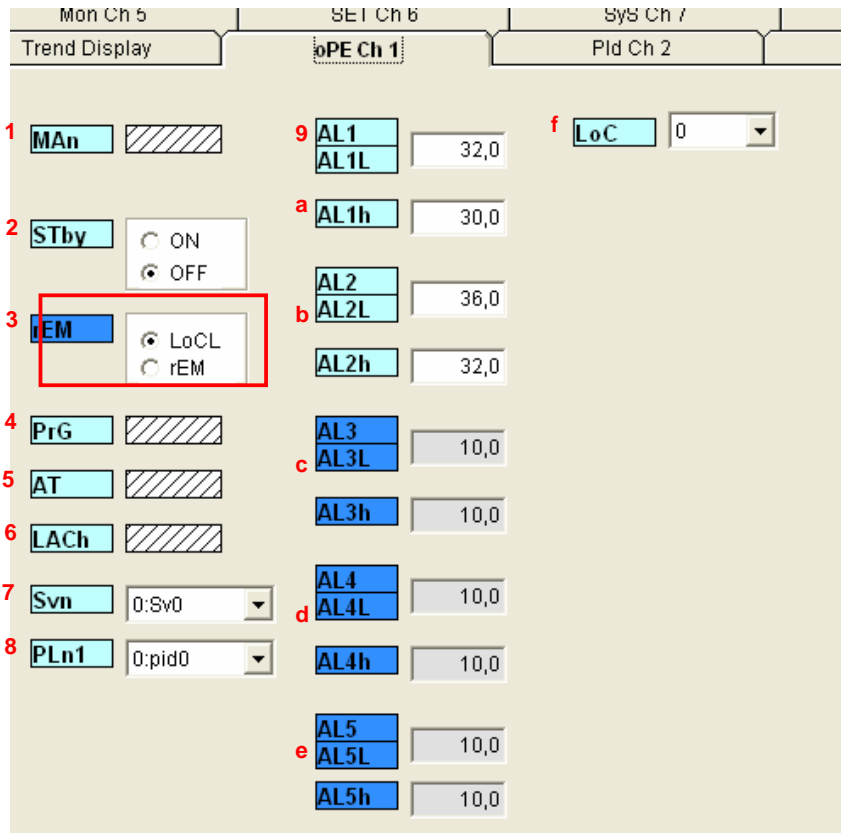 Mon Ch 5 SET Ch 6 SyS Ch 7
Trend Display oPE Ch 1 PId Ch 2
1 MAn
2 STby ON
OFF
3 rEM LoCL
rEM
4 PrG
5 AT
6 LACh
7 Svn 0:Sv0
8 PLn1 0:pid0
9 AL1
AL1L 32,0
a AL1h 30,0
AL2
b AL2L 36,0
AL2h 32,0
AL3
c AL3L 10,0
AL3h 10,0
AL4
d AL4L 10,0
AL4h 10,0
AL5
e AL5L 10,0
AL5h 10,0
f LoC 0